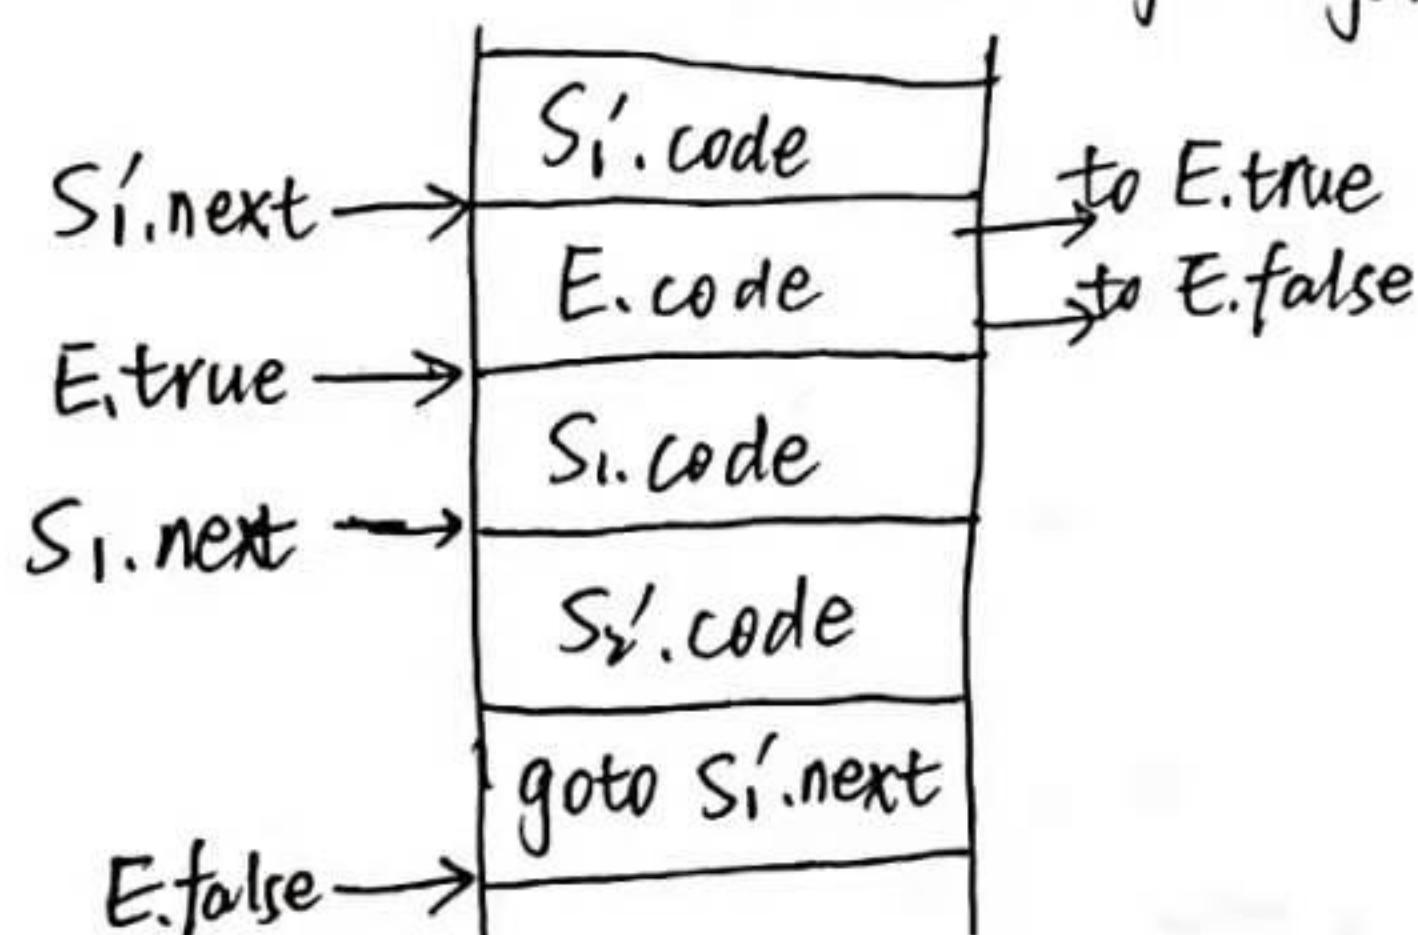 S₁'.code
S₁'.next
to E.true
E.code
to E.false
E.true
S₁.code
S₁.next
S₂'.code
goto S₁'.next
E.false